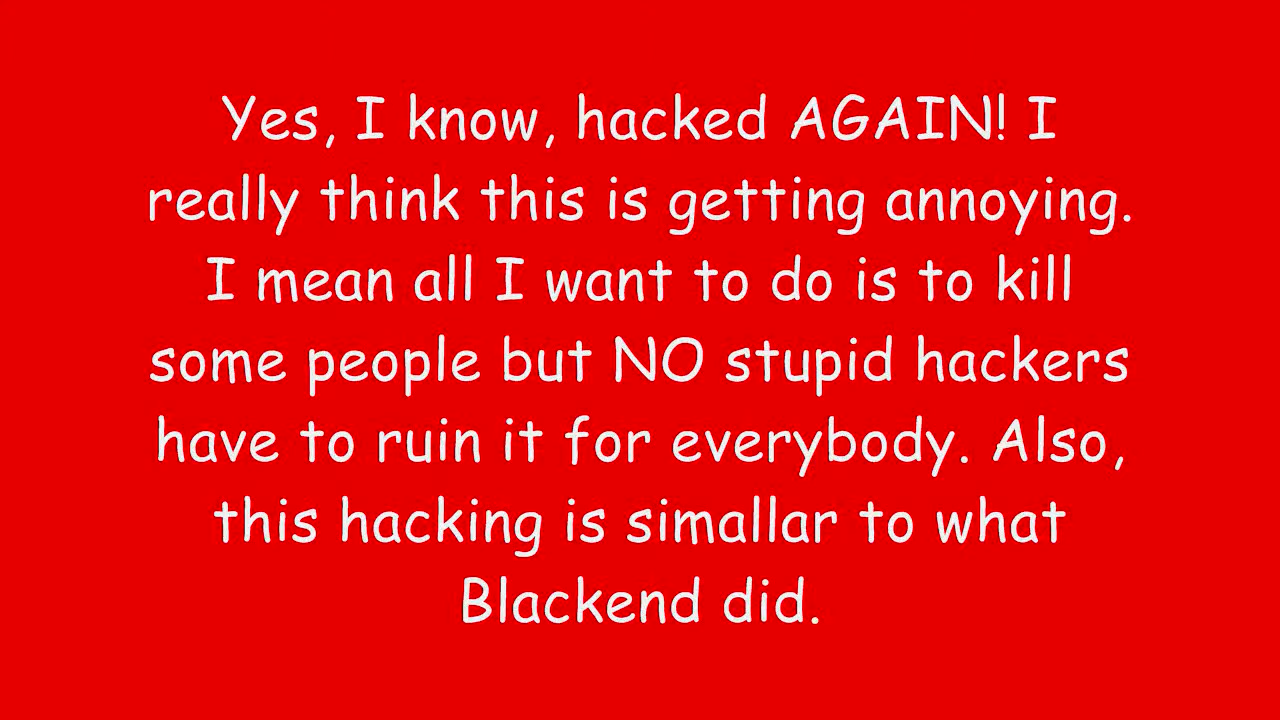 Yes, I know, hacked AGAIN! I
really think this is getting annoying.
I mean all I want to do is to kill
some people but NO stupid hackers
have to ruin it for everybody. Also,
this hacking is simallar to what
Blackend did.